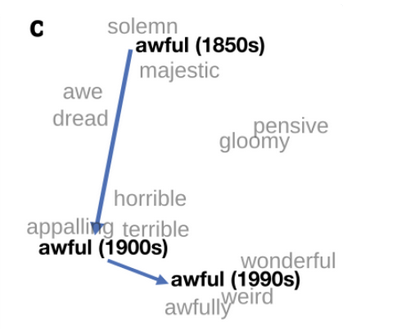 c
solemn
awful (1850s)
majestic
awe
dread
pensive
gloomy
horrible
appalling terrible
awful (1900s)
wonderful
awful (1990s)
weird
awfully